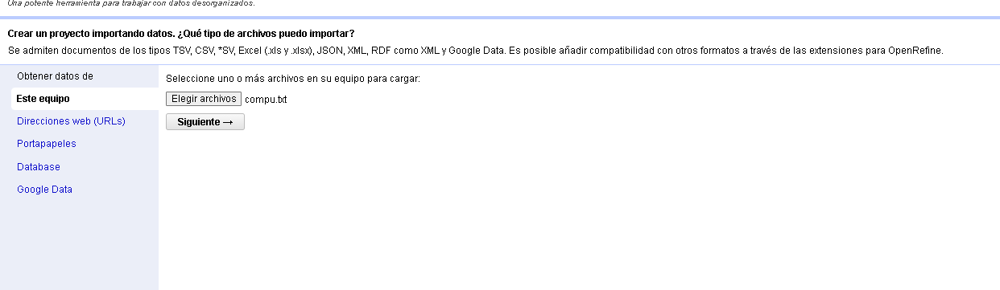 Una potente herramienta para trabajar con datos desorganizados.
Crear un proyecto importando datos. ¿Qué tipo de archivos puedo importar?
Se admiten documentos de los tipos TSV, CSV, *SV, Excel (.xls y .xlsx), JSON, XML, RDF como XML y Google Data. Es posible añadir compatibilidad con otros formatos a través de las extensiones para OpenRefine.
Obtener datos de
Este equipo
Direcciones web (URLs)
Portapapeles
Database
Google Data
Seleccione uno o más archivos en su equipo para cargar:
Elegir archivos compu.txt
Siguiente →